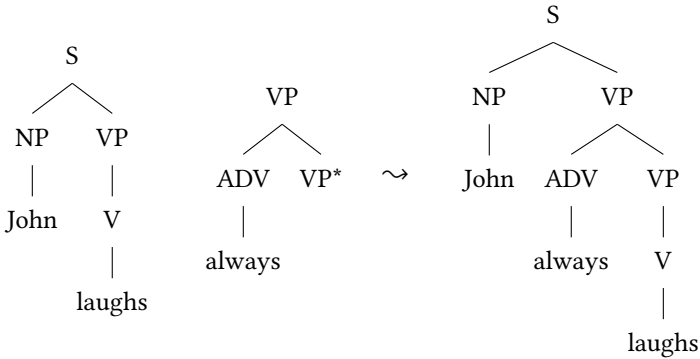 S
NP VP
John V
laughs
VP
ADV VP*
always
⇝
S
NP VP
John ADV VP
always V
laughs